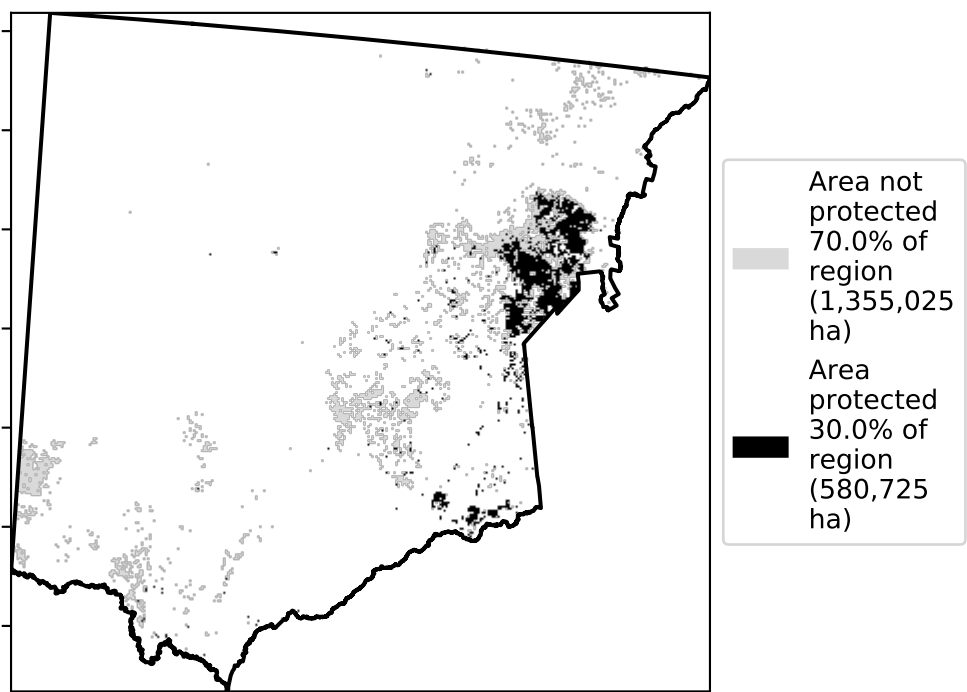 Area not
protected
70.0% of
region
(1,355,025
ha)
Area
protected
30.0% of
region
(580,725
ha)